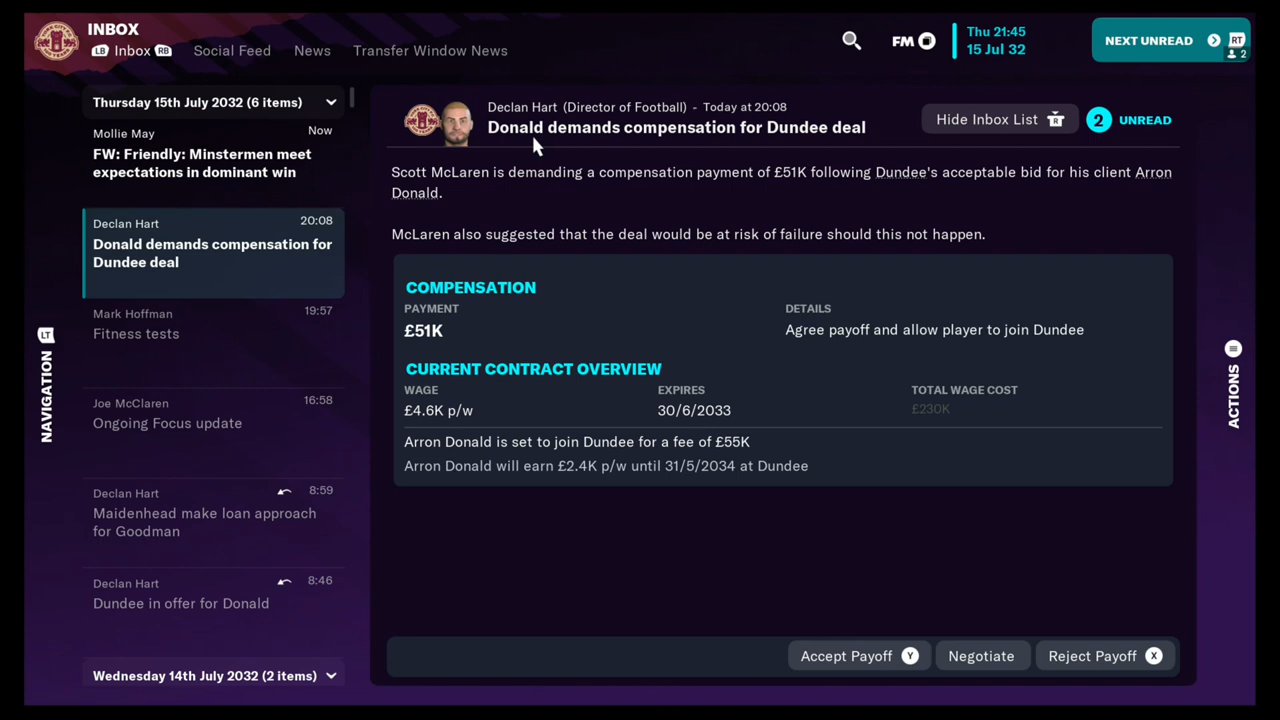 INBOX
LB Inbox RB Social Feed News Transfer Window News
FM
Thu 21:45
15 Jul 32
NEXT UNREAD RT
2
Thursday 15th July 2032 (6 items)
Mollie May Now
FW: Friendly: Minstermen meet
expectations in dominant win
Declan Hart 20:08
Donald demands compensation for
Dundee deal
Mark Hoffman 19:57
Fitness tests
Joe McClaren 16:58
Ongoing Focus update
Declan Hart 8:59
Maidenhead make loan approach
for Goodman
Declan Hart 8:46
Dundee in offer for Donald
Wednesday 14th July 2032 (2 items)
LT
NAVIGATION
Declan Hart (Director of Football) - Today at 20:08
Donald demands compensation for Dundee deal
Hide Inbox List R
2 UNREAD
Scott McLaren is demanding a compensation payment of £51K following Dundee's acceptable bid for his client Arron
Donald.
McLaren also suggested that the deal would be at risk of failure should this not happen.
COMPENSATION
PAYMENT DETAILS
£51K Agree payoff and allow player to join Dundee
CURRENT CONTRACT OVERVIEW
WAGE EXPIRES TOTAL WAGE COST
£4.6K p/w 30/6/2033 £230K
Arron Donald is set to join Dundee for a fee of £55K
Arron Donald will earn £2.4K p/w until 31/5/2034 at Dundee
Accept Payoff Y Negotiate Reject Payoff X
ACTIONS